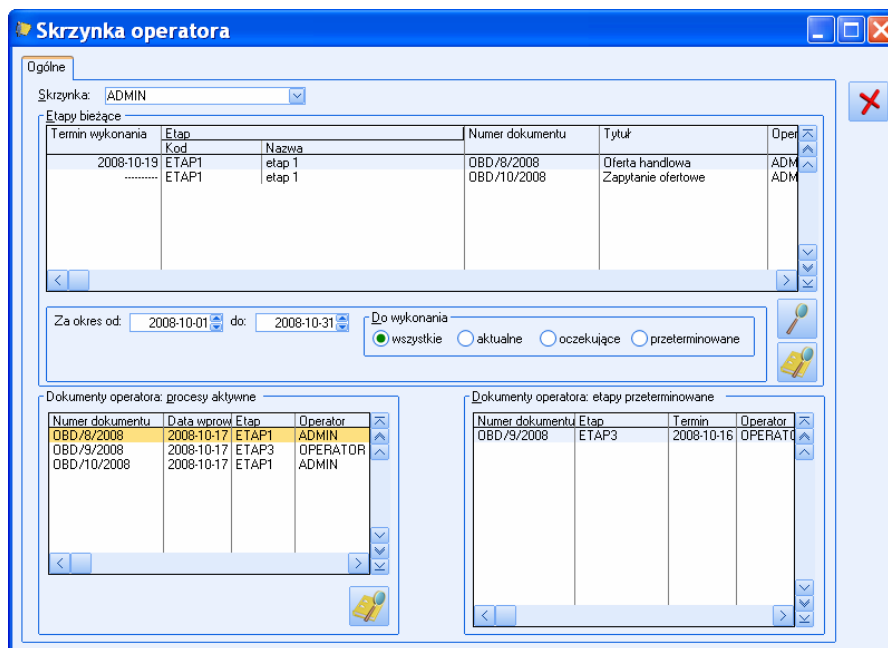 Skrzynka operatora
Ogólne
Skrzynka: ADMIN
Etapy bieżące
Termin wykonania Etap Numer dokumentu Tytuł Oper
Kod Nazwa
2008-10-19 ETAP1 etap 1 OBD/8/2008 Oferta handlowa ADM
---------- ETAP1 etap 1 OBD/10/2008 Zapytanie ofertowe ADM
Za okres od: 2008-10-01 do: 2008-10-31
Do wykonania
wszystkie aktualne oczekujące przeterminowane
Dokumenty operatora: procesy aktywne
Numer dokumentu Data wprow Etap Operator
OBD/8/2008 2008-10-17 ETAP1 ADMIN
OBD/9/2008 2008-10-17 ETAP3 OPERATOR
OBD/10/2008 2008-10-17 ETAP1 ADMIN
Dokumenty operatora: etapy przeterminowane
Numer dokumentu Etap Termin Operator
OBD/9/2008 ETAP3 2008-10-16 OPERATO